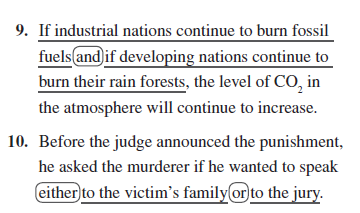 9. If industrial nations continue to burn fossil
fuels and if developing nations continue to
burn their rain forests, the level of CO₂ in
the atmosphere will continue to increase.
10. Before the judge announced the punishment,
he asked the murderer if he wanted to speak
either to the victim's family or to the jury.